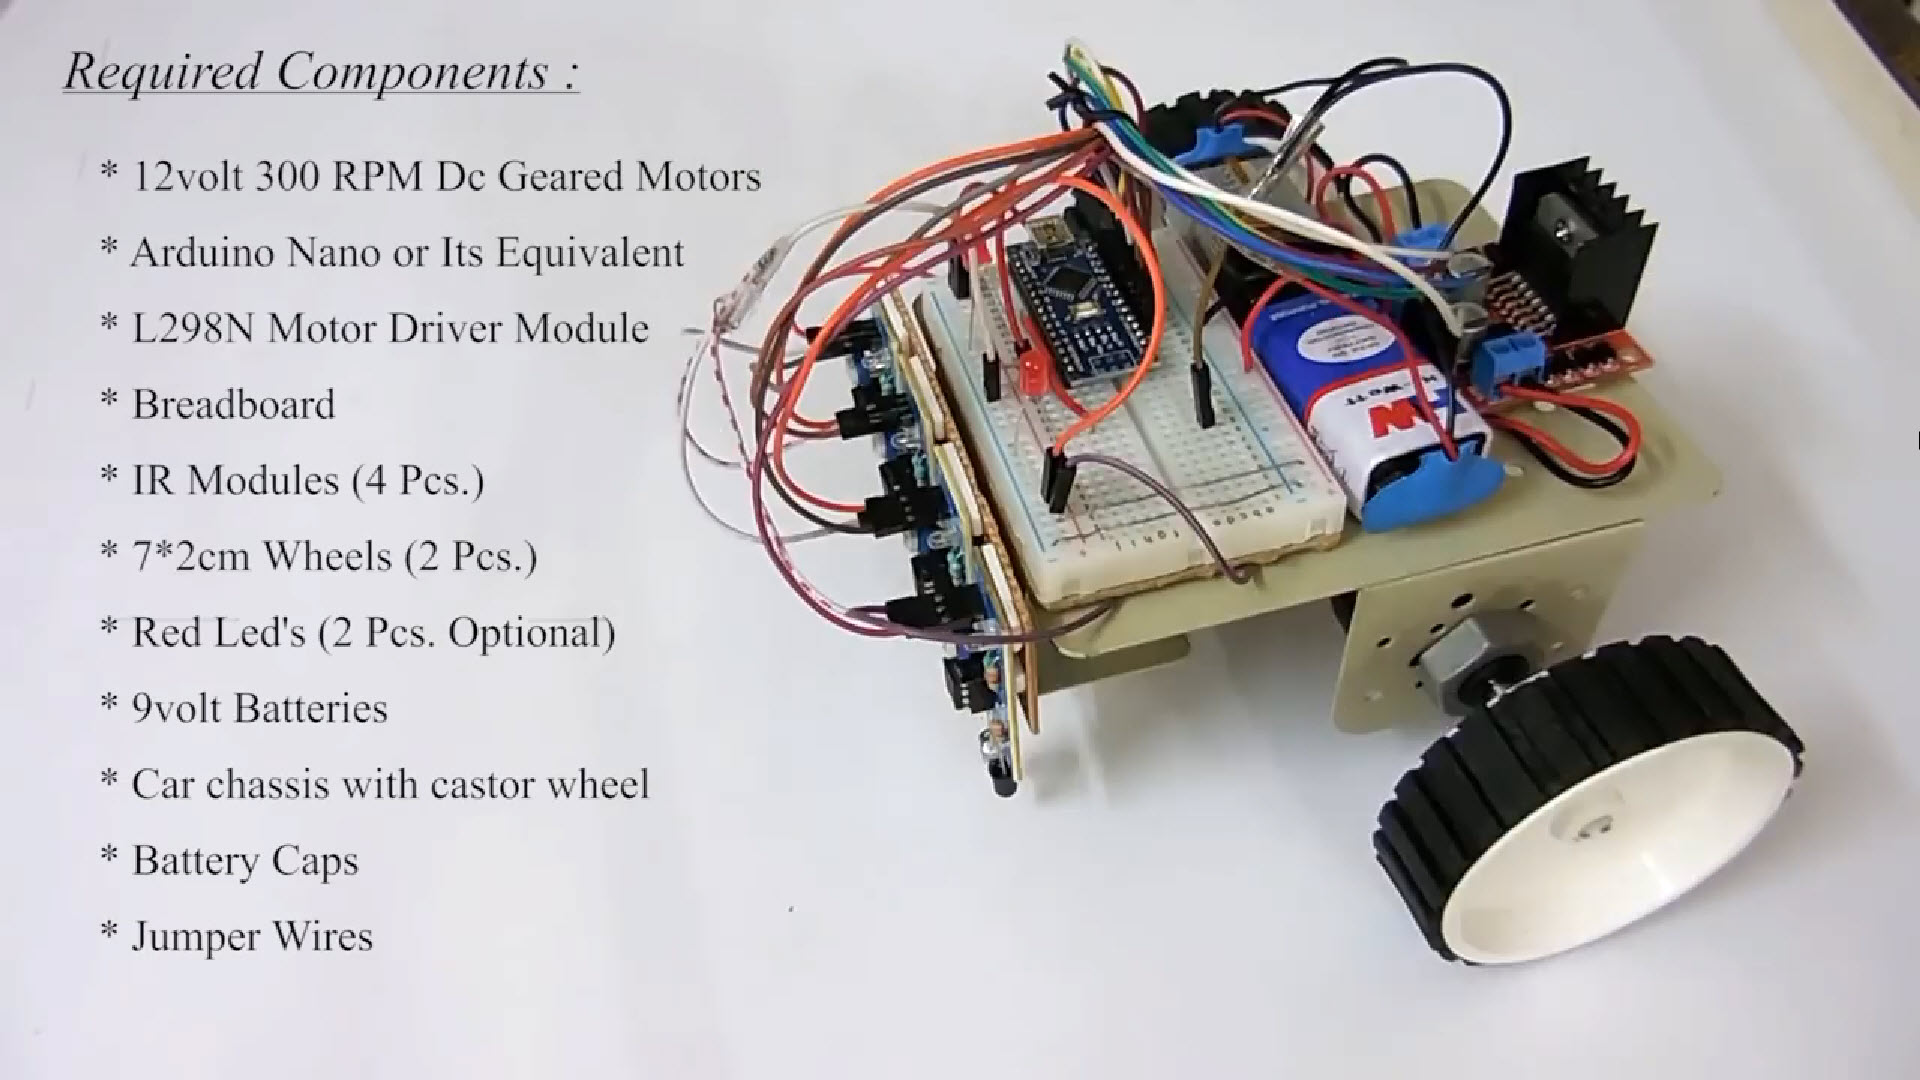 Required Components :
* 12volt 300 RPM Dc Geared Motors
* Arduino Nano or Its Equivalent
* L298N Motor Driver Module
* Breadboard
* IR Modules (4 Pcs.)
* 7*2cm Wheels (2 Pcs.)
* Red Led's (2 Pcs. Optional)
* 9volt Batteries
* Car chassis with castor wheel
* Battery Caps
* Jumper Wires